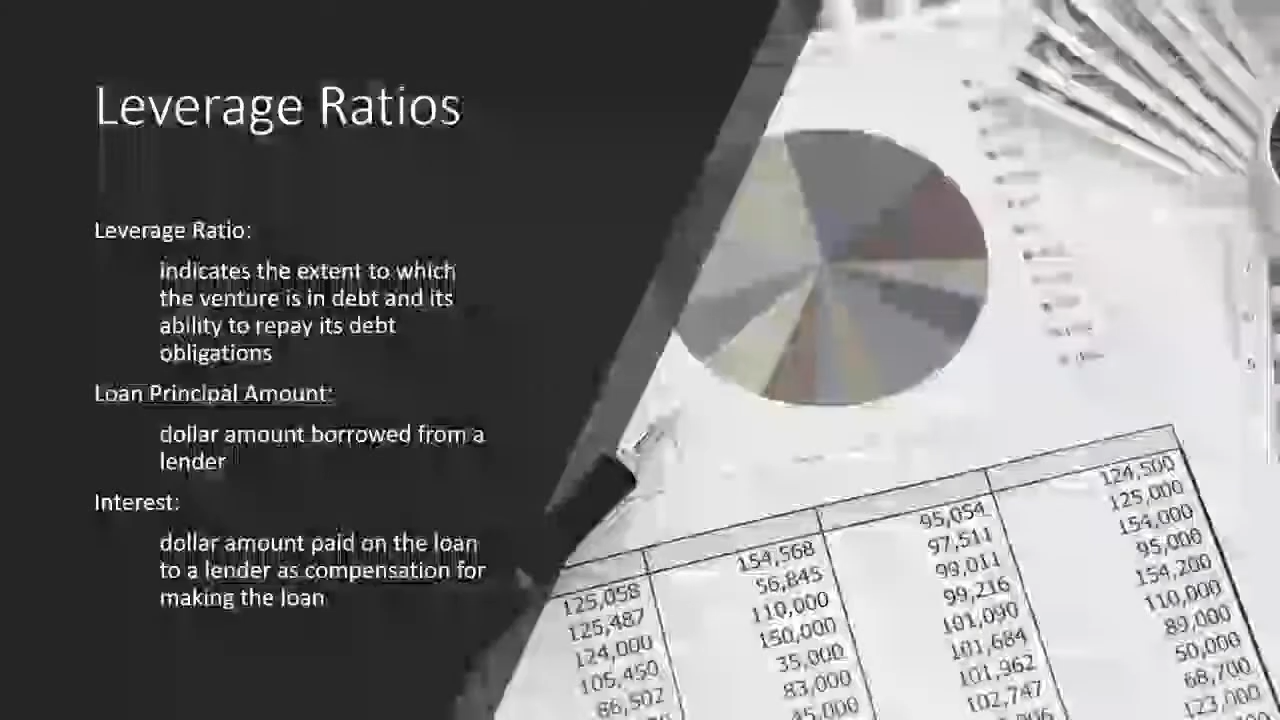 Leverage Ratios
Leverage Ratio:
indicates the extent to which
the venture is in debt and its
ability to repay its debt
obligations
Loan Principal Amount:
dollar amount borrowed from a
lender
Interest:
dollar amount paid on the loan
to a lender as compensation for
making the loan
125,058
125,487
124,000
105,450
86,502
154,568
56,845
110,000
150,000
35,000
83,000
45,000
95,054
97,511
99,011
99,216
101,090
101,684
101,962
102,747
124,500
125,000
154,000
95,000
154,200
110,000
89,000
50,000
68,700
123,000